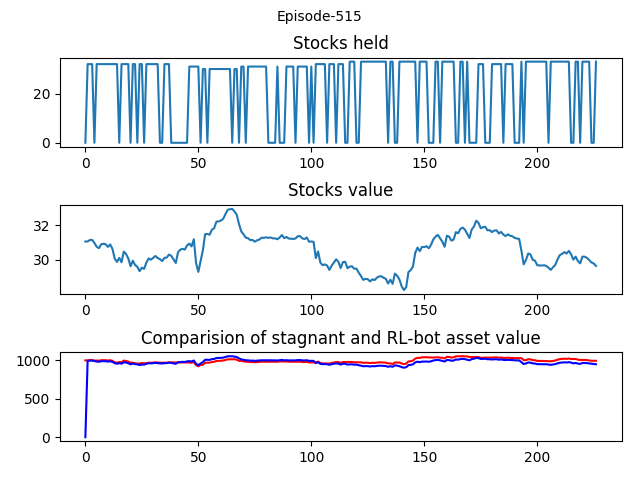 Episode-515
Stocks held
20
0
0 50 100 150 200
Stocks value
32
30
0 50 100 150 200
Comparision of stagnant and RL-bot asset value
1000
500
0
0 50 100 150 200